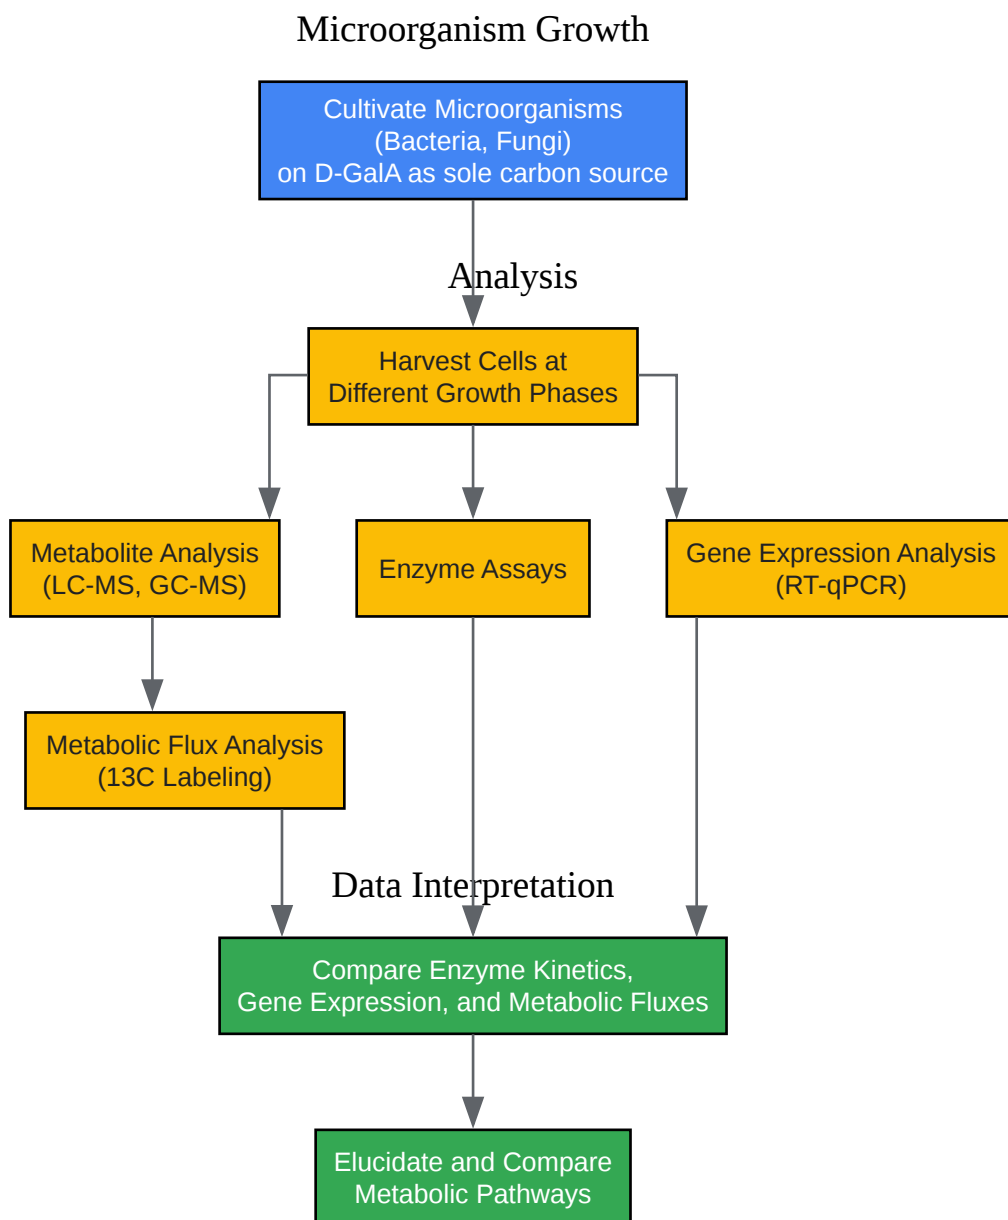 Microorganism Growth
Cultivate Microorganisms
(Bacteria, Fungi)
on D-GalA as sole carbon source
Analysis
Harvest Cells at
Different Growth Phases
Metabolite Analysis
(LC-MS, GC-MS)
Enzyme Assays
Gene Expression Analysis
(RT-qPCR)
Metabolic Flux Analysis
(13C Labeling)
Data Interpretation
Compare Enzyme Kinetics,
Gene Expression, and Metabolic Fluxes
Elucidate and Compare
Metabolic Pathways